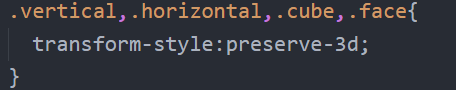 .vertical,.horizontal,.cube,.face{
  transform-style:preserve-3d;
}